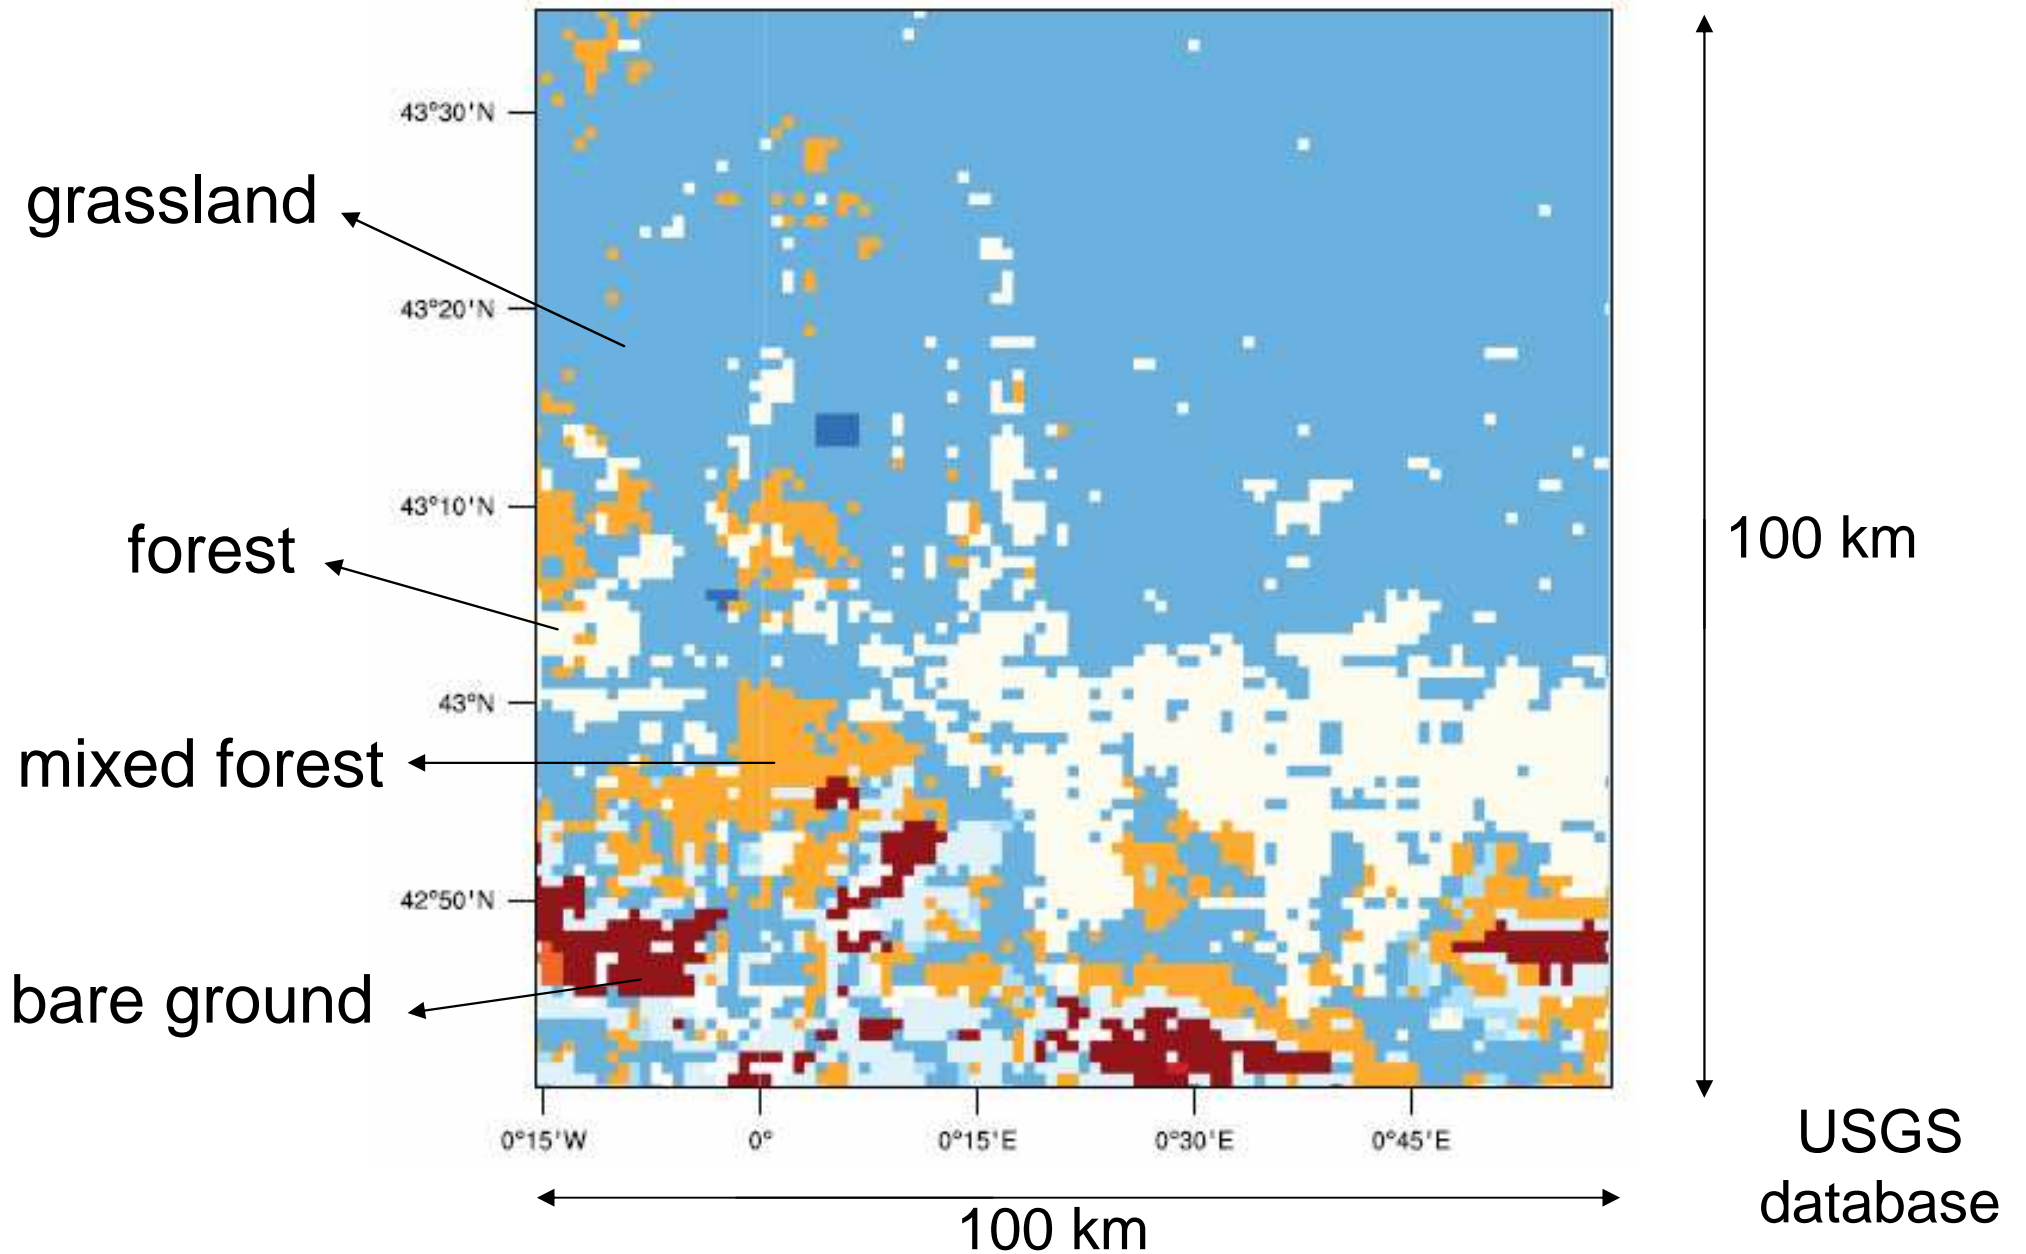 43°30'N
grassland
43°20'N
43°10'N
forest
100 km
43°N
mixed forest
42°50'N
bare ground
0°15'W
0°
0°15'E
0°30'E
0°45'E
USGS
database
100 km